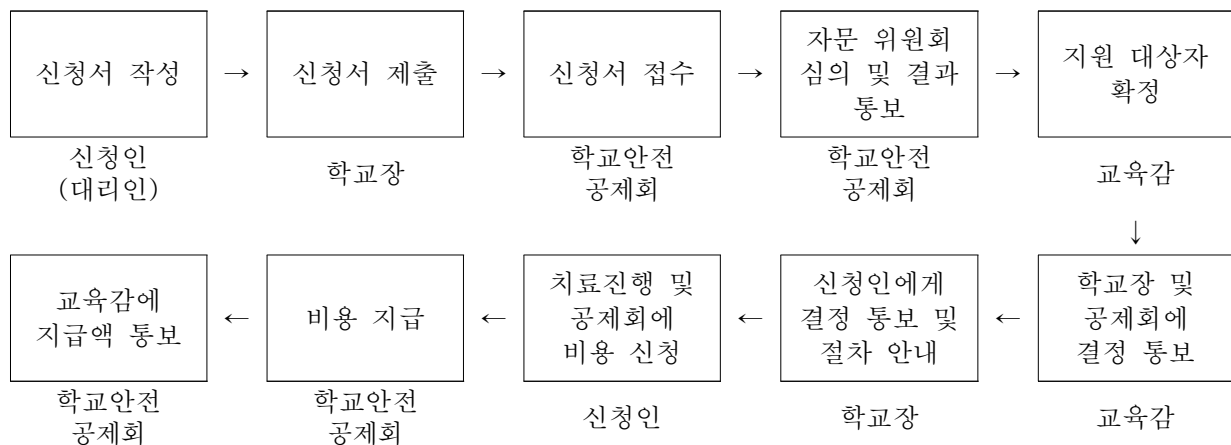 신청서 작성 → 신청서 제출 → 신청서 접수 → 자문 위원회
심의 및 결과
통보 → 지원 대상자
확정
신청인
(대리인)
학교장
학교안전
공제회
학교안전
공제회
교육감
↓
교육감에
지급액 통보 ← 비용 지급 ← 치료진행 및
공제회에
비용 신청 ← 신청인에게
결정 통보 및
절차 안내 ← 학교장 및
공제회에
결정 통보
학교안전
공제회
학교안전
공제회
신청인
학교장
교육감